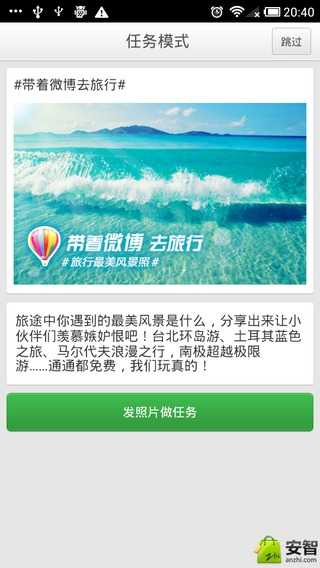 20:40
任务模式
跳过
#带着微博去旅行#
带着微博 去旅行
#旅行最美风景照#
旅途中你遇到的最美风景是什么，分享出来让小
伙伴们羡慕嫉妒恨吧！台北环岛游、土耳其蓝色
之旅、马尔代夫浪漫之行，南极超越极限
游......通通都免费，我们玩真的！
发照片做任务
安智
anzhi.com